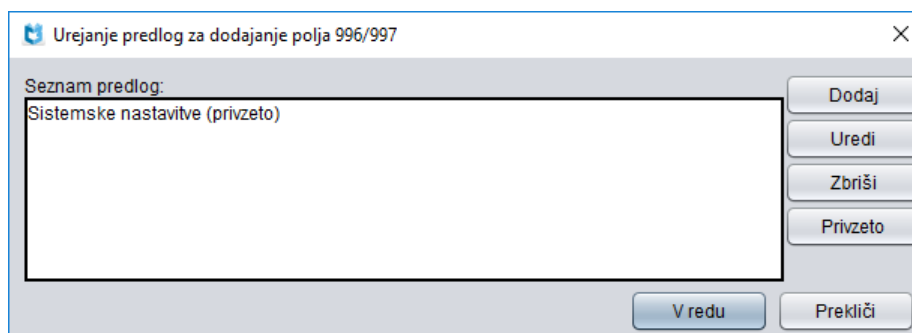 Urejanje predlog za dodajanje polja 996/997
Seznam predlog:
Sistemske nastavitve (privzeto)
Dodaj
Uredi
Zbriši
Privzeto
V redu
Prekliči